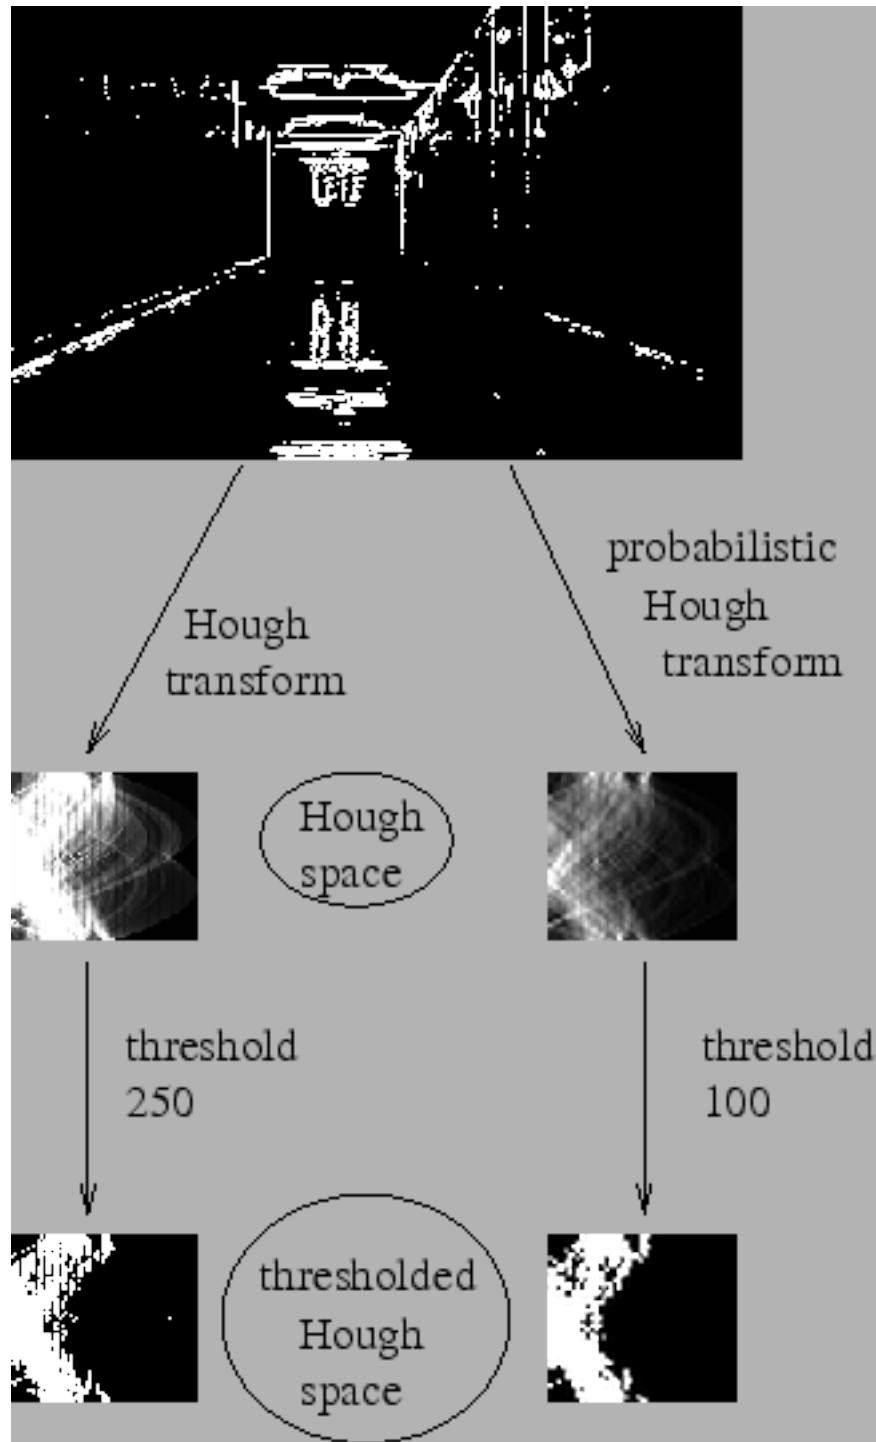 probabilistic
Hough
transform
Hough
transform
Hough
space
threshold
250
threshold
100
thresholded
Hough
space